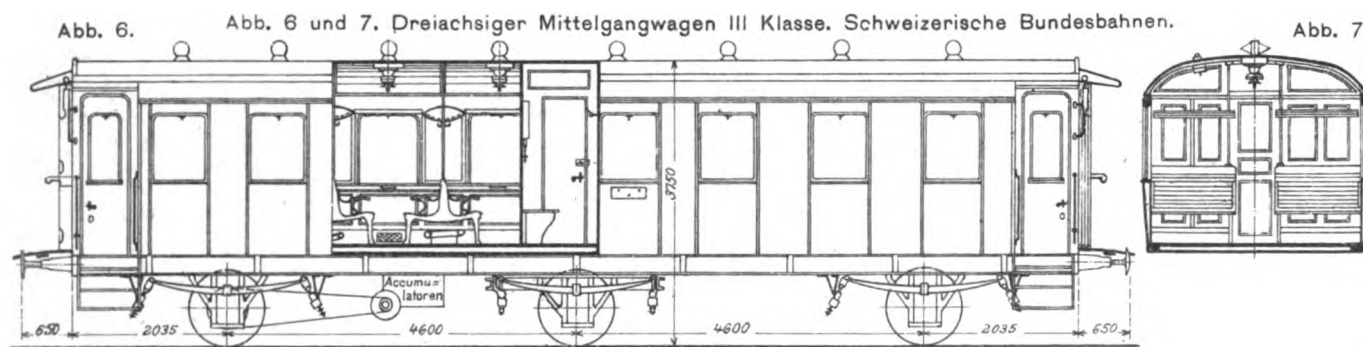 Abb. 6.
Abb. 6 und 7. Dreiachsiger Mittelgangwagen III Klasse. Schweizerische Bundesbahnen.
Abb. 7
3750
Accumu=
latoren
650
2035
4600
4600
2035
650